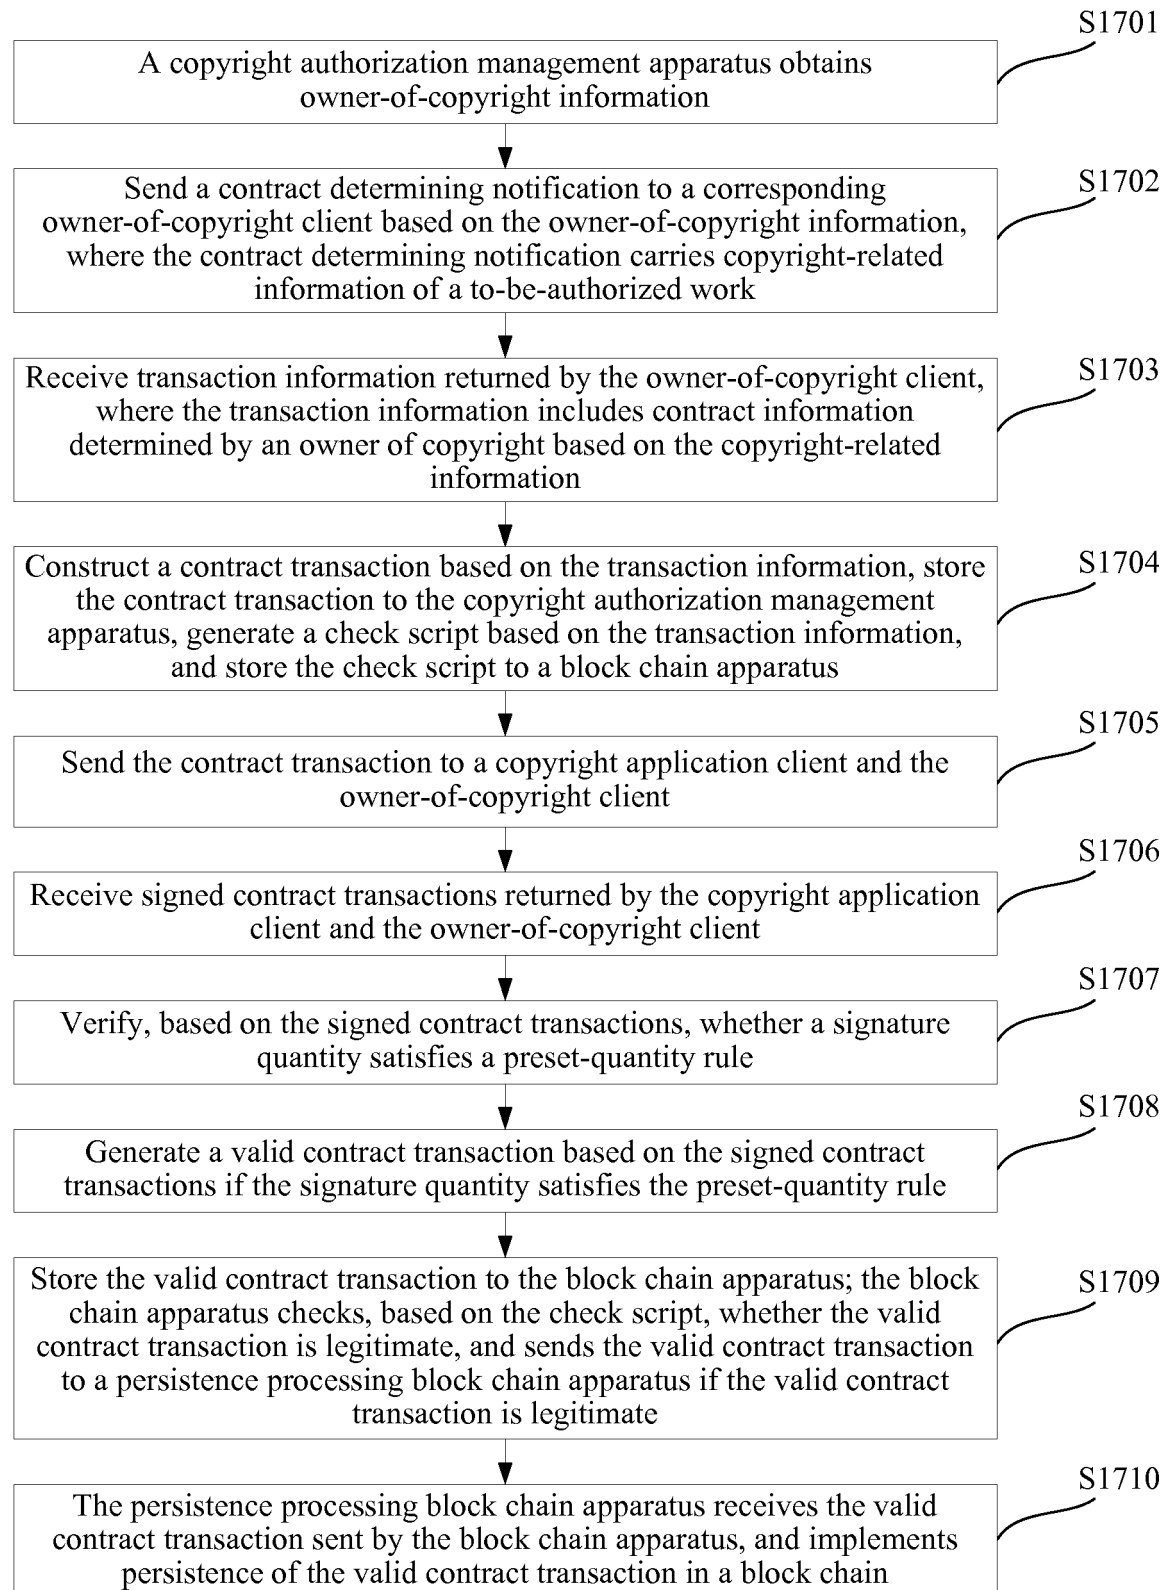 S1701
A copyright authorization management apparatus obtains
owner-of-copyright information
S1702
Send a contract determining notification to a corresponding
owner-of-copyright client based on the owner-of-copyright information,
where the contract determining notification carries copyright-related
information of a to-be-authorized work
S1703
Receive transaction information returned by the owner-of-copyright client,
where the transaction information includes contract information
determined by an owner of copyright based on the copyright-related
information
S1704
Construct a contract transaction based on the transaction information, store
the contract transaction to the copyright authorization management
apparatus, generate a check script based on the transaction information,
and store the check script to a block chain apparatus
S1705
Send the contract transaction to a copyright application client and the
owner-of-copyright client
S1706
Receive signed contract transactions returned by the copyright application
client and the owner-of-copyright client
S1707
Verify, based on the signed contract transactions, whether a signature
quantity satisfies a preset-quantity rule
S1708
Generate a valid contract transaction based on the signed contract
transactions if the signature quantity satisfies the preset-quantity rule
S1709
Store the valid contract transaction to the block chain apparatus; the block
chain apparatus checks, based on the check script, whether the valid
contract transaction is legitimate, and sends the valid contract transaction
to a persistence processing block chain apparatus if the valid contract
transaction is legitimate
S1710
The persistence processing block chain apparatus receives the valid
contract transaction sent by the block chain apparatus, and implements
persistence of the valid contract transaction in a block chain